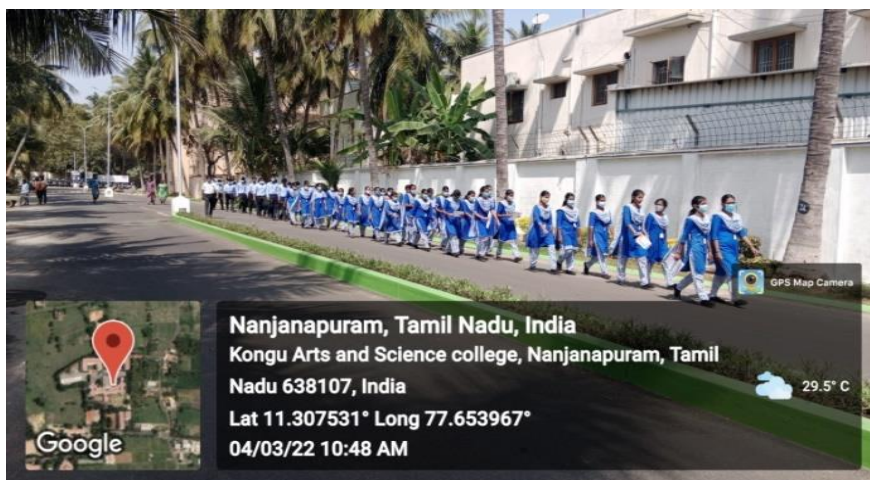 GPS Map Camera
Nanjanapuram, Tamil Nadu, India
Kongu Arts and Science college, Nanjanapuram, Tamil
Nadu 638107, India
Lat 11.307531° Long 77.653967°
04/03/22 10:48 AM
29.5° C
Google